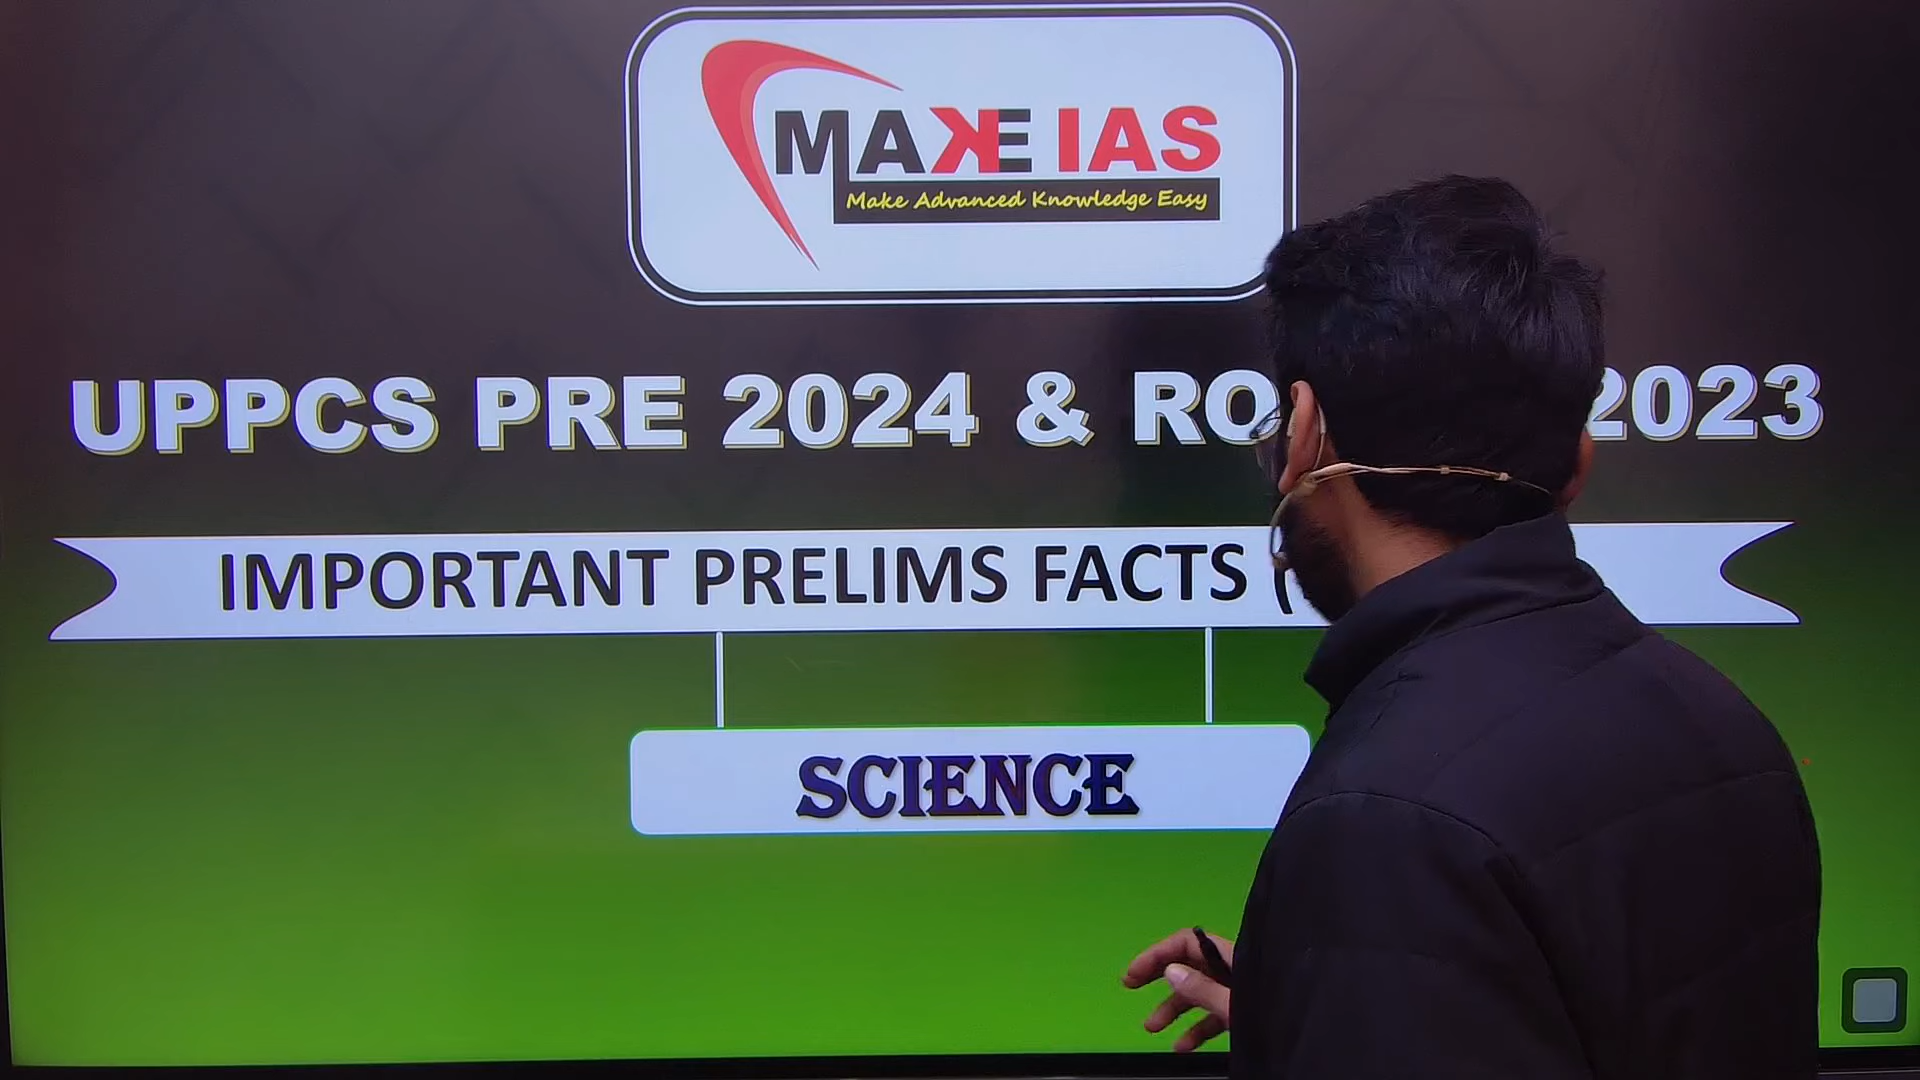 MAKE IAS
Make Advanced Knowledge Easy
UPPCS PRE 2024 & RO 2023
IMPORTANT PRELIMS FACTS (
SCIENCE